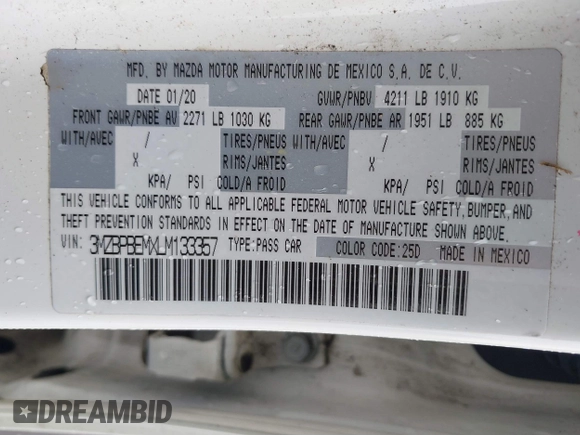 MFD. BY MAZDA MOTOR MANUFACTURING DE MEXICO S.A. DE C.V.
DATE 01/20 GVWR/PNBV 4211 LB 1910 KG
FRONT GAWR/PNBE AV 2271 LB 1030 KG REAR GAWR/PNBE AR 1951 LB 885 KG
WITH/AVEC / TIRES/PNEUS WITH/AVEC / TIRES/PNEUS
X RIMS/JANTES X RIMS/JANTES
KPA/ PSI COLD/A FROID KPA/ PSI COLD/A FROID
THIS VEHICLE CONFORMS TO ALL APPLICABLE FEDERAL MOTOR VEHICLE SAFETY, BUMPER, AND
THEFT PREVENTION STANDARDS IN EFFECT ON THE DATE OF MANUFACTURE SHOWN ABOVE.
VIN: 3MZBPBEMXLM133357 TYPE:PASS CAR COLOR CODE:25D MADE IN MEXICO
DREAMBID